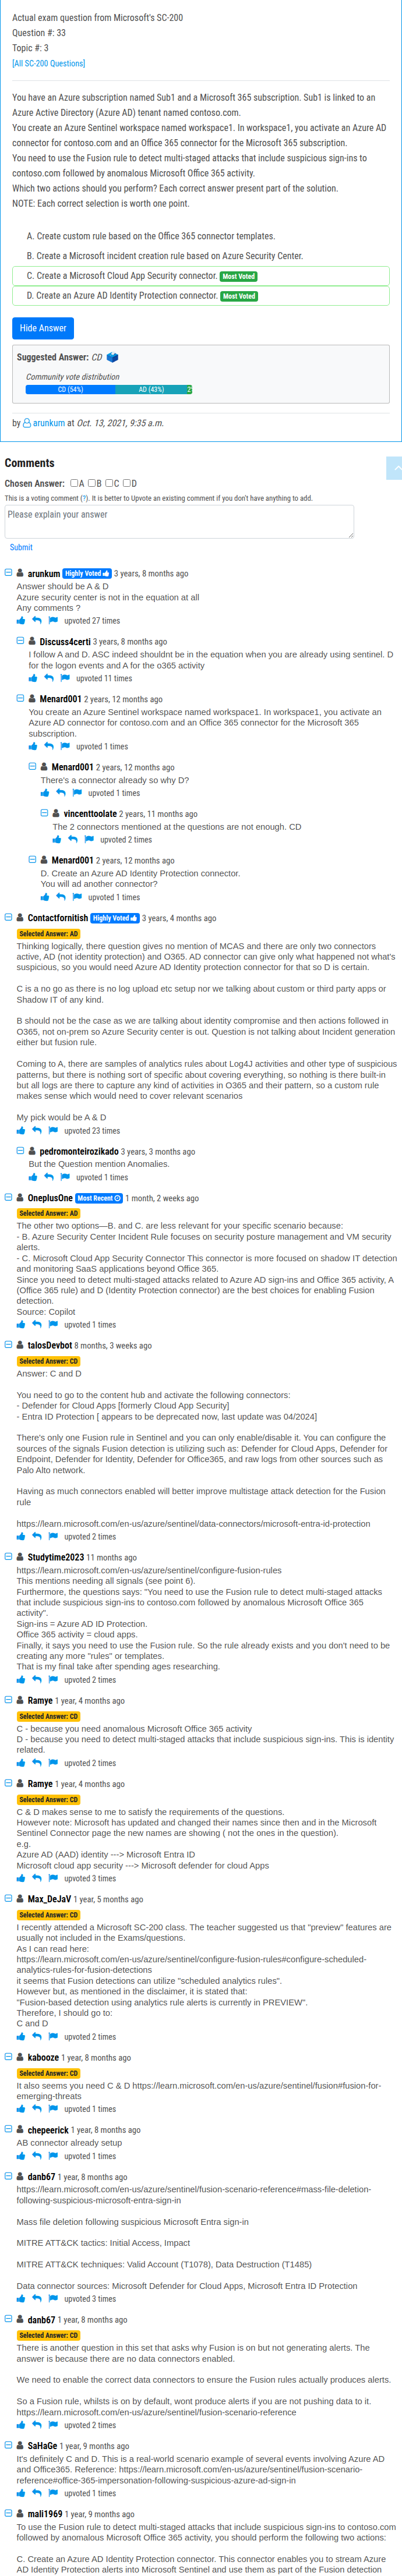 Actual exam question from Microsoft's SC-200
Question #: 33
Topic #: 3
[All SC-200 Questions]
You have an Azure subscription named Sub1 and a Microsoft 365 subscription. Sub1 is linked to an
Azure Active Directory (Azure AD) tenant named contoso.com.
You create an Azure Sentinel workspace named workspace1. In workspace1, you activate an Azure AD
connector for contoso.com and an Office 365 connector for the Microsoft 365 subscription.
You need to use the Fusion rule to detect multi-staged attacks that include suspicious sign-ins to
contoso.com followed by anomalous Microsoft Office 365 activity.
Which two actions should you perform? Each correct answer present part of the solution.
NOTE: Each correct selection is worth one point.
A. Create custom rule based on the Office 365 connector templates.
B. Create a Microsoft incident creation rule based on Azure Security Center.
C. Create a Microsoft Cloud App Security connector. Most Voted
D. Create an Azure AD Identity Protection connector. Most Voted
Hide Answer
Suggested Answer: CD
Community vote distribution
CD (54%) AD (43%)
by arunkum at Oct. 13, 2021, 9:35 a.m.
Comments
Chosen Answer: A B C D
This is a voting comment (?). It is better to Upvote an existing comment if you don't have anything to add.
Please explain your answer
Submit
arunkum Highly Voted 3 years, 8 months ago
Answer should be A & D
Azure security center is not in the equation at all
Any comments ?
upvoted 27 times
Discuss4certi 3 years, 8 months ago
I follow A and D. ASC indeed shouldnt be in the equation when you are already using sentinel. D
for the logon events and A for the o365 activity
upvoted 11 times
Menard001 2 years, 12 months ago
You create an Azure Sentinel workspace named workspace1. In workspace1, you activate an
Azure AD connector for contoso.com and an Office 365 connector for the Microsoft 365
subscription.
upvoted 1 times
Menard001 2 years, 12 months ago
There's a connector already so why D?
upvoted 1 times
vincenttoolate 2 years, 11 months ago
The 2 connectors mentioned at the questions are not enough. CD
upvoted 2 times
Menard001 2 years, 12 months ago
D. Create an Azure AD Identity Protection connector.
You will ad another connector?
upvoted 1 times
Contactfornitish Highly Voted 3 years, 4 months ago
Selected Answer: AD
Thinking logically, there question gives no mention of MCAS and there are only two connectors
active, AD (not identity protection) and O365. AD connector can give only what happened not what's
suspicious, so you would need Azure AD Identity protection connector for that so D is certain.
C is a no go as there is no log upload etc setup nor we talking about custom or third party apps or
Shadow IT of any kind.
B should not be the case as we are talking about identity compromise and then actions followed in
O365, not on-prem so Azure Security center is out. Question is not talking about Incident generation
either but fusion rule.
Coming to A, there are samples of analytics rules about Log4J activities and other type of suspicious
patterns, but there is nothing sort of specific about covering everything, so nothing is there built-in
but all logs are there to capture any kind of activities in O365 and their pattern, so a custom rule
makes sense which would need to cover relevant scenarios
My pick would be A & D
upvoted 23 times
pedromonteirozikado 3 years, 3 months ago
But the Question mention Anomalies.
upvoted 1 times
OneplusOne Most Recent 1 month, 2 weeks ago
Selected Answer: AD
The other two options—B. and C. are less relevant for your specific scenario because:
- B. Azure Security Center Incident Rule focuses on security posture management and VM security
alerts.
- C. Microsoft Cloud App Security Connector This connector is more focused on shadow IT detection
and monitoring SaaS applications beyond Office 365.
Since you need to detect multi-staged attacks related to Azure AD sign-ins and Office 365 activity, A
(Office 365 rule) and D (Identity Protection connector) are the best choices for enabling Fusion
detection.
Source: Copilot
upvoted 1 times
talosDevbot 8 months, 3 weeks ago
Selected Answer: CD
Answer: C and D
You need to go to the content hub and activate the following connectors:
- Defender for Cloud Apps [formerly Cloud App Security]
- Entra ID Protection [ appears to be deprecated now, last update was 04/2024]
There's only one Fusion rule in Sentinel and you can only enable/disable it. You can configure the
sources of the signals Fusion detection is utilizing such as: Defender for Cloud Apps, Defender for
Endpoint, Defender for Identity, Defender for Office365, and raw logs from other sources such as
Palo Alto network.
Having as much connectors enabled will better improve multistage attack detection for the Fusion
rule
https://learn.microsoft.com/en-us/azure/sentinel/data-connectors/microsoft-entra-id-protection
upvoted 2 times
Studytime2023 11 months ago
https://learn.microsoft.com/en-us/azure/sentinel/configure-fusion-rules
This mentions needing all signals (see point 6).
Furthermore, the questions says: "You need to use the Fusion rule to detect multi-staged attacks
that include suspicious sign-ins to contoso.com followed by anomalous Microsoft Office 365
activity".
Sign-ins = Azure AD ID Protection.
Office 365 activity = cloud apps.
Finally, it says you need to use the Fusion rule. So the rule already exists and you don't need to be
creating any more "rules" or templates.
That is my final take after spending ages researching.
upvoted 2 times
Ramye 1 year, 4 months ago
Selected Answer: CD
C - because you need anomalous Microsoft Office 365 activity
D - because you need to detect multi-staged attacks that include suspicious sign-ins. This is identity
related.
upvoted 2 times
Ramye 1 year, 4 months ago
Selected Answer: CD
C & D makes sense to me to satisfy the requirements of the questions.
However note: Microsoft has updated and changed their names since then and in the Microsoft
Sentinel Connector page the new names are showing ( not the ones in the question).
e.g.
Azure AD (AAD) identity ---> Microsoft Entra ID
Microsoft cloud app security ---> Microsoft defender for cloud Apps
upvoted 3 times
Max_DeJaV 1 year, 5 months ago
Selected Answer: CD
I recently attended a Microsoft SC-200 class. The teacher suggested us that "preview" features are
usually not included in the Exams/questions.
As I can read here:
https://learn.microsoft.com/en-us/azure/sentinel/configure-fusion-rules#configure-scheduled-
analytics-rules-for-fusion-detections
it seems that Fusion detections can utilize "scheduled analytics rules".
However but, as mentioned in the disclaimer, it is stated that:
"Fusion-based detection using analytics rule alerts is currently in PREVIEW".
Therefore, I should go to:
C and D
upvoted 2 times
kabooze 1 year, 8 months ago
Selected Answer: CD
It also seems you need C & D https://learn.microsoft.com/en-us/azure/sentinel/fusion#fusion-for-
emerging-threats
upvoted 1 times
chepeerick 1 year, 8 months ago
AB connector already setup
upvoted 1 times
danb67 1 year, 8 months ago
https://learn.microsoft.com/en-us/azure/sentinel/fusion-scenario-reference#mass-file-deletion-
following-suspicious-microsoft-entra-sign-in
Mass file deletion following suspicious Microsoft Entra sign-in
MITRE ATT&CK tactics: Initial Access, Impact
MITRE ATT&CK techniques: Valid Account (T1078), Data Destruction (T1485)
Data connector sources: Microsoft Defender for Cloud Apps, Microsoft Entra ID Protection
upvoted 3 times
danb67 1 year, 8 months ago
Selected Answer: CD
There is another question in this set that asks why Fusion is on but not generating alerts. The
answer is because there are no data connectors enabled.
We need to enable the correct data connectors to ensure the Fusion rules actually produces alerts.
So a Fusion rule, whilsts is on by default, wont produce alerts if you are not pushing data to it.
https://learn.microsoft.com/en-us/azure/sentinel/fusion-scenario-reference
upvoted 2 times
SaHaGe 1 year, 9 months ago
It's definitely C and D. This is a real-world scenario example of several events involving Azure AD
and Office365. Reference: https://learn.microsoft.com/en-us/azure/sentinel/fusion-scenario-
reference#office-365-impersonation-following-suspicious-azure-ad-sign-in
upvoted 1 times
mali1969 1 year, 9 months ago
To use the Fusion rule to detect multi-staged attacks that include suspicious sign-ins to contoso.com
followed by anomalous Microsoft Office 365 activity, you should perform the following two actions:
C. Create an Azure AD Identity Protection connector. This connector enables you to stream Azure
AD Identity Protection alerts into Microsoft Sentinel and use them as part of the Fusion detection